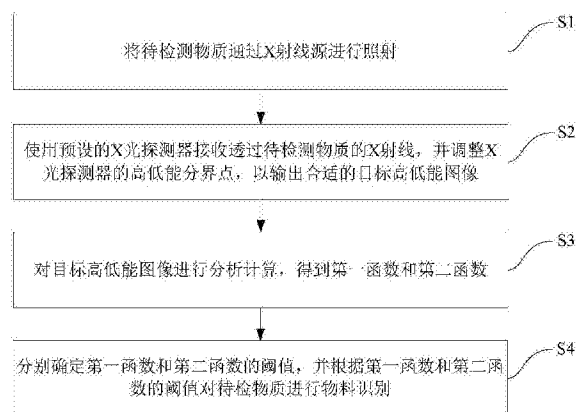 S1
将待检测物质通过X射线源进行照射
S2
使用预设的X光探测器接收透过待检测物质的X射线，并调整X
光探测器的高低能分界点，以输出合适的目标高低能图像
S3
对目标高低能图像进行分析计算，得到第一函数和第二函数
S4
分别确定第一函数和第二函数的阈值，并根据第一函数和第二函
数的阈值对待检物质进行物料识别